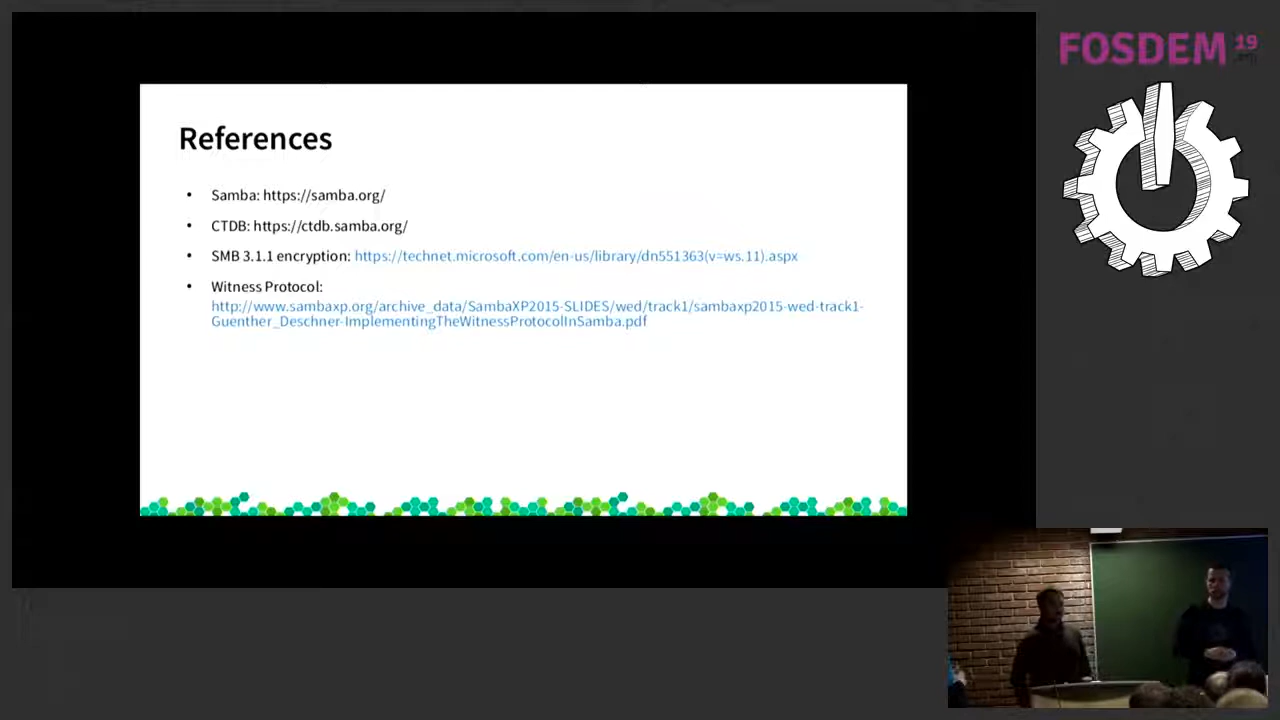 FOSDEM 19
.org
References
• Samba: https://samba.org/
• CTDB: https://ctdb.samba.org/
• SMB 3.1.1 encryption: https://technet.microsoft.com/en-us/library/dn551363(v=ws.11).aspx
• Witness Protocol:
http://www.sambaxp.org/archive_data/SambaXP2015-SLIDES/wed/track1/sambaxp2015-wed-track1-
Guenther_Deschner-ImplementingTheWitnessProtocolInSamba.pdf